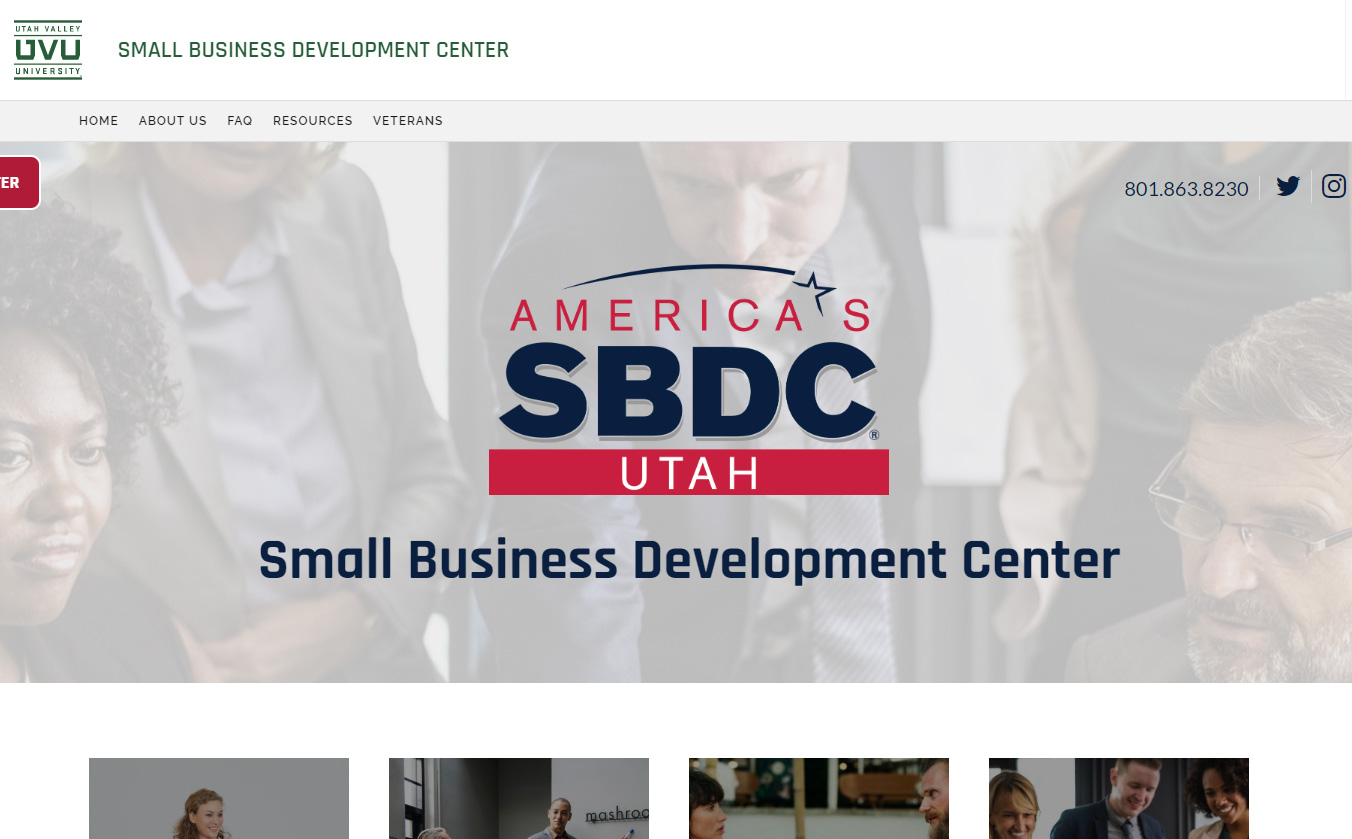 UTAH VALLEY
UVU
UNIVERSITY
SMALL BUSINESS DEVELOPMENT CENTER
HOME ABOUT US FAQ RESOURCES VETERANS
TER
801.863.8230
AMERICA'S
SBDC
®
UTAH
Small Business Development Center
mashroo